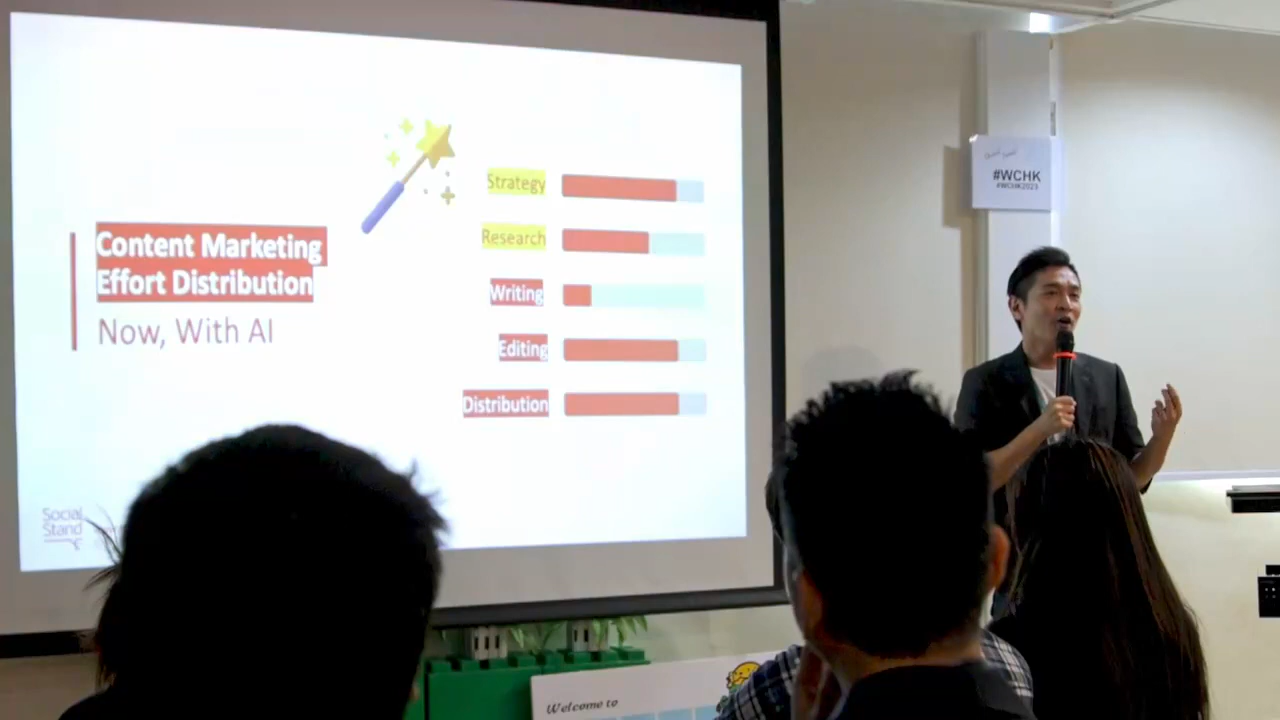 Content Marketing
Effort Distribution
Now, With AI
Strategy
Research
Writing
Editing
Distribution
Social
Stand
#WCHK
#WCHK2023
Welcome to